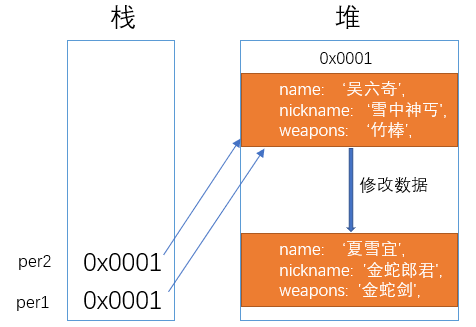 栈
堆
0x0001
name: ‘吴六奇’,
nickname: ‘雪中神丐’,
weapons: ‘竹棒’,
修改数据
name: ‘夏雪宜’,
nickname: ‘金蛇郎君’,
weapons: ‘金蛇剑’,
per2 0x0001
per1 0x0001